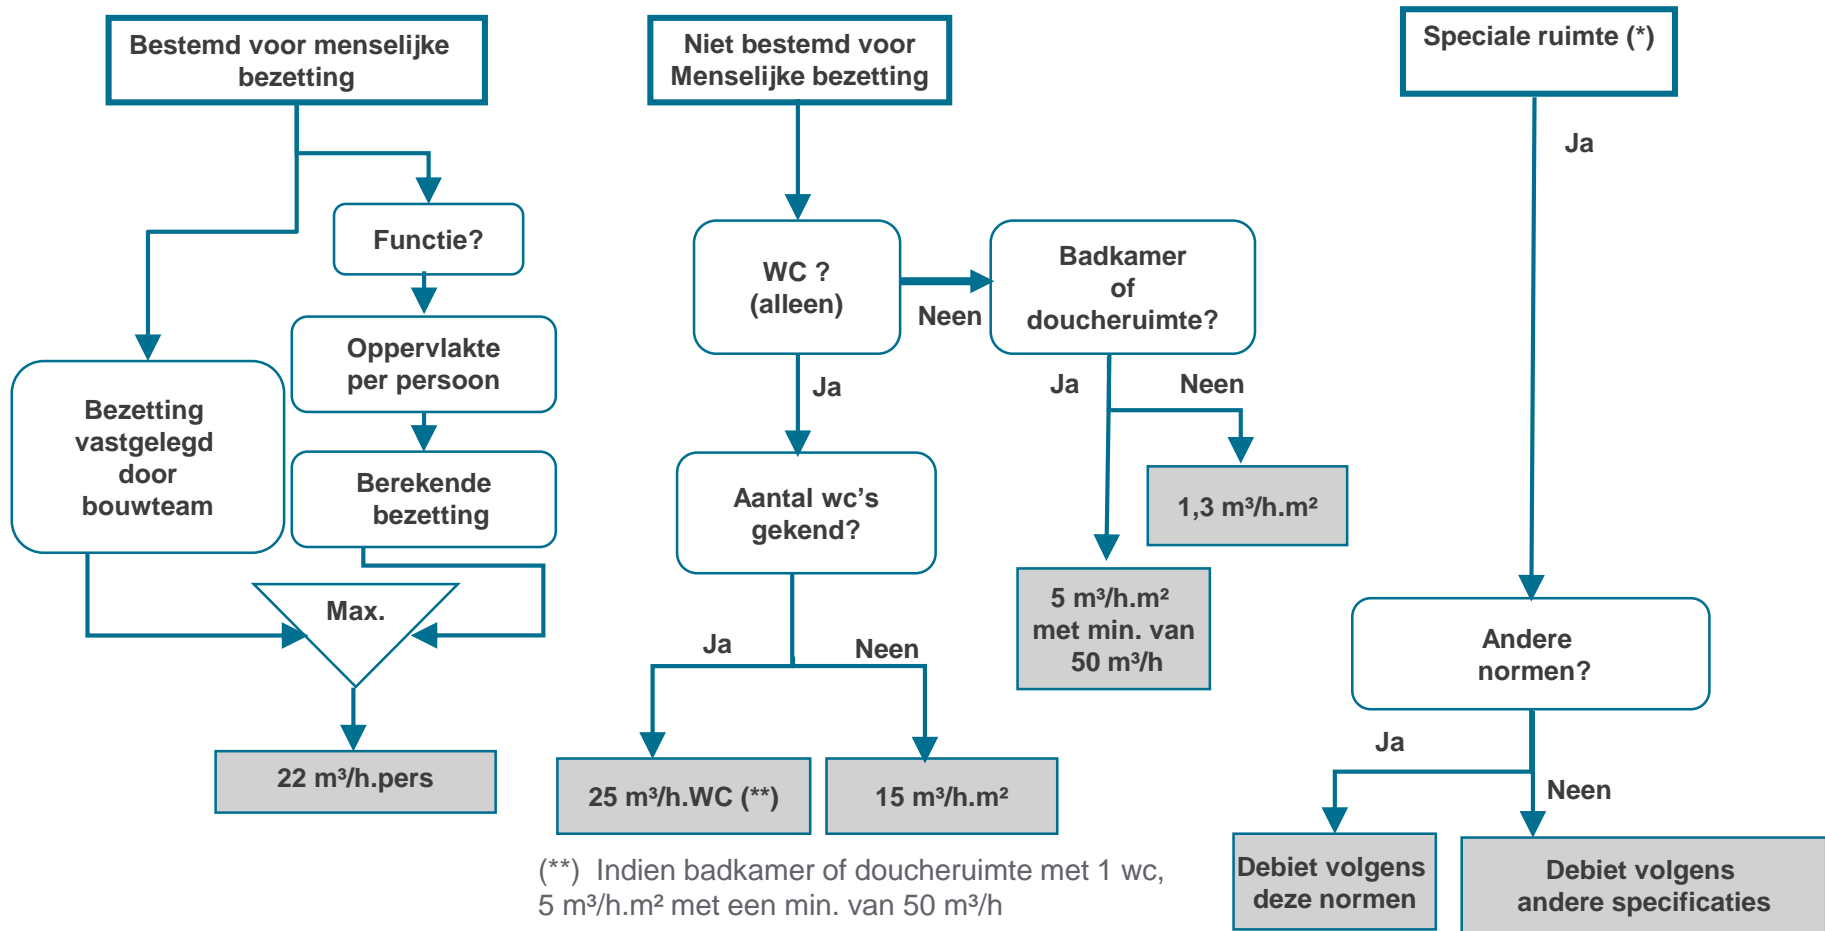 Bestemd voor menselijke
bezetting
Functie?
Oppervlakte
per persoon
Berekende
bezetting
Bezetting
vastgelegd
door
bouwteam
Max.
22 m³/h.pers
Niet bestemd voor
Menselijke bezetting
WC ?
(alleen)
Neen
Badkamer
of
doucheruimte?
Ja
Aantal wc's
gekend?
Ja
Neen
25 m³/h.WC (**)
15 m³/h.m²
Ja
Neen
1,3 m³/h.m²
5 m³/h.m²
met min. van
50 m³/h
(**) Indien badkamer of doucheruimte met 1 wc,
5 m³/h.m² met een min. van 50 m³/h
Speciale ruimte (*)
Ja
Andere
normen?
Ja
Neen
Debiet volgens
deze normen
Debiet volgens
andere specificaties